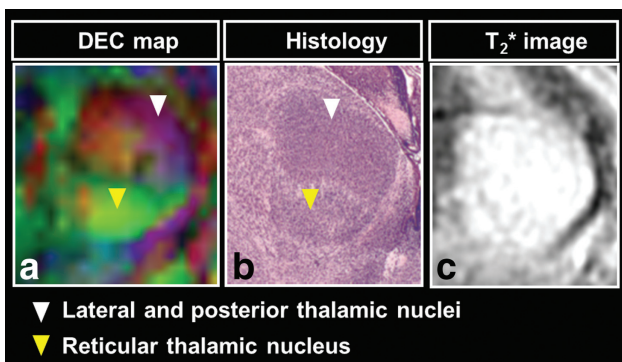 DEC map
Histology
T₂* image
a
b
c
Lateral and posterior thalamic nuclei
Reticular thalamic nucleus